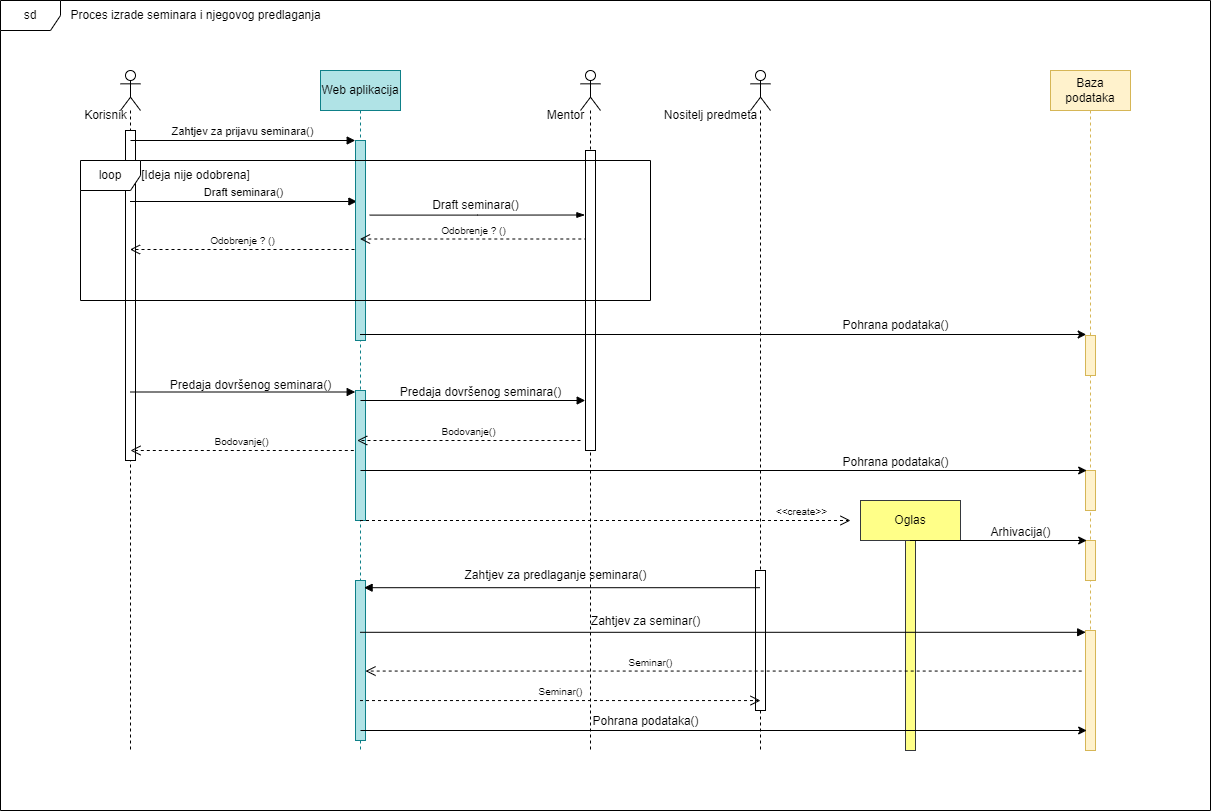 sd
Proces izrade seminara i njegovog predlaganja
Korisnik
Web aplikacija
Mentor
Nositelj predmeta
Baza
podataka
Zahtjev za prijavu seminara()
loop
[Ideja nije odobrena]
Draft seminara()
Draft seminara()
Odobrenje ? ()
Odobrenje ? ()
Pohrana podataka()
Predaja dovršenog seminara()
Predaja dovršenog seminara()
Bodovanje()
Bodovanje()
Pohrana podataka()
<<create>>
Oglas
Arhivacija()
Zahtjev za predlaganje seminara()
Zahtjev za seminar()
Seminar()
Seminar()
Pohrana podataka()